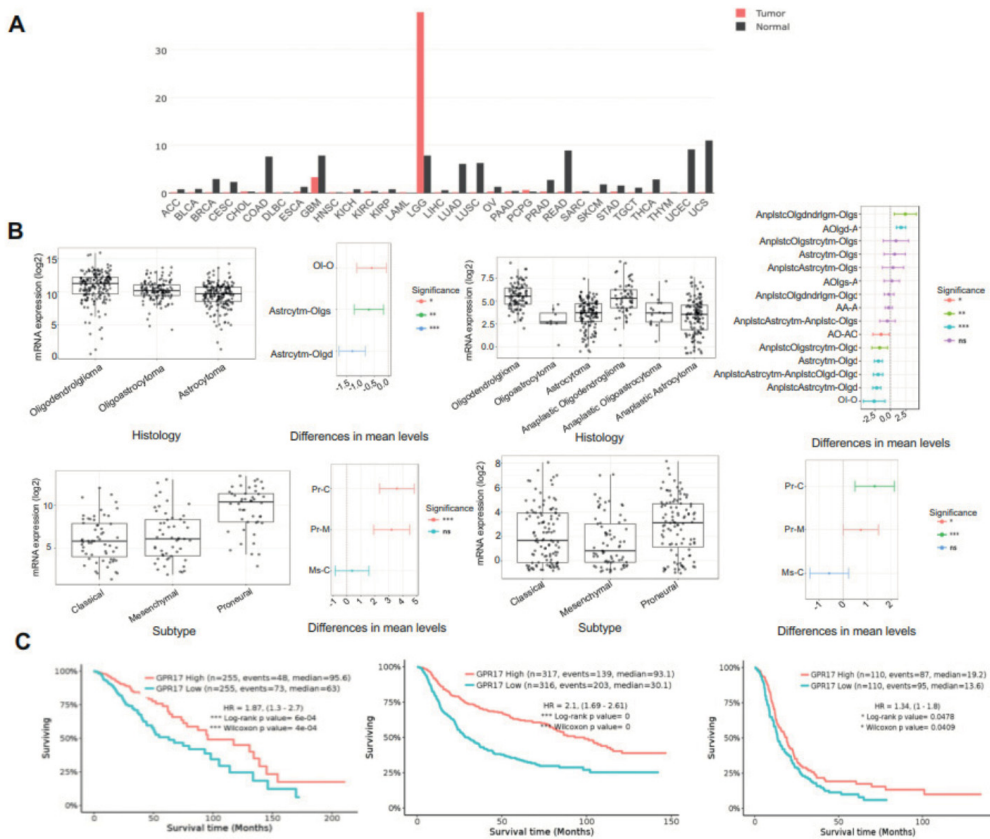 A
Tumor
Normal
30
20
10
0
ACC
BLCA
BRCA
CESC
CHOL
COAD
DLBC
ESCA
GBM
HNSC
KICH
KIRC
KIRP
LAML
LGG
LIHC
LUAD
LUSC
OV
PAAD
PCPG
PRAD
READ
SARC
SKCM
STAD
TGCT
THCA
THYM
UCEC
UCS
B
mRNA expression (log2)
15
10
5
0
Oligodendrolglioma
Oligoastroctyoma
Astrocytoma
Histology
Ol-O
Astrcytm-Olgs
Astrcytm-Olgd
-1.5
-1.0
-0.5
0.0
Differences in mean levels
Significance
*
**
***
mRNA expression (log2)
7.5
5.0
2.5
0.0
Oligodendrolglioma
Oligoastroctyoma
Astrocytoma
Anaplastic Oligodendroglioma
Anaplastic Oligoastrocytoma
Anaplastic Astrocytoma
Histology
AnplstcOlgdndrlgm-Olgs
AOlgd-A
AnplstcOlgstrcytm-Olgs
Astrcytm-Olgs
AnplstcAstrcytm-Olgs
AOlgs-A
AnplstcOlgdndrlgm-Olgc
AA-A
AnplstcAstrcytm-Anplstc-Olgs
AO-AC
AnplstcOlgstrcytm-Olgc
Astrcytm-Olgd
AnplstcAstrcytm-AnplstcOlgd-Olgc
AnplstcAstrcytm-Olgd
Ol-O
-2.5
0.0
2.5
Differences in mean levels
Significance
*
**
***
ns
mRNA expression (log2)
10
5
Classical
Mesenchymal
Proneural
Subtype
Pr-C
Pr-M
Ms-C
-1
0
1
2
3
4
5
Differences in mean levels
Significance
***
ns
mRNA expression (log2)
8
6
4
2
0
Classical
Mesenchymal
Proneural
Subtype
Pr-C
Pr-M
Ms-C
-1
0
1
2
Differences in mean levels
Significance
*
***
ns
C
Surviving
100%
75%
50%
25%
0%
GPR17 High (n=255, events=48, median=95.6)
GPR17 Low (n=255, events=73, median=63)
HR = 1.87, (1.3 - 2.7)
*** Log-rank p value= 6e-04
*** Wilcoxon p value= 4e-04
0
50
100
150
200
Survival time (Months)
Surviving
100%
75%
50%
25%
0%
GPR17 High (n=317, events=139, median=93.1)
GPR17 Low (n=316, events=203, median=30.1)
HR = 2.1, (1.69 - 2.61)
*** Log-rank p value= 0
*** Wilcoxon p value= 0
0
50
100
150
Survival time (Months)
Surviving
100%
75%
50%
25%
0%
GPR17 High (n=110, events=87, median=19.2)
GPR17 Low (n=110, events=95, median=13.6)
HR = 1.34, (1 - 1.8)
* Log-rank p value= 0.0478
* Wilcoxon p value= 0.0409
0
50
100
Survival time (Months)